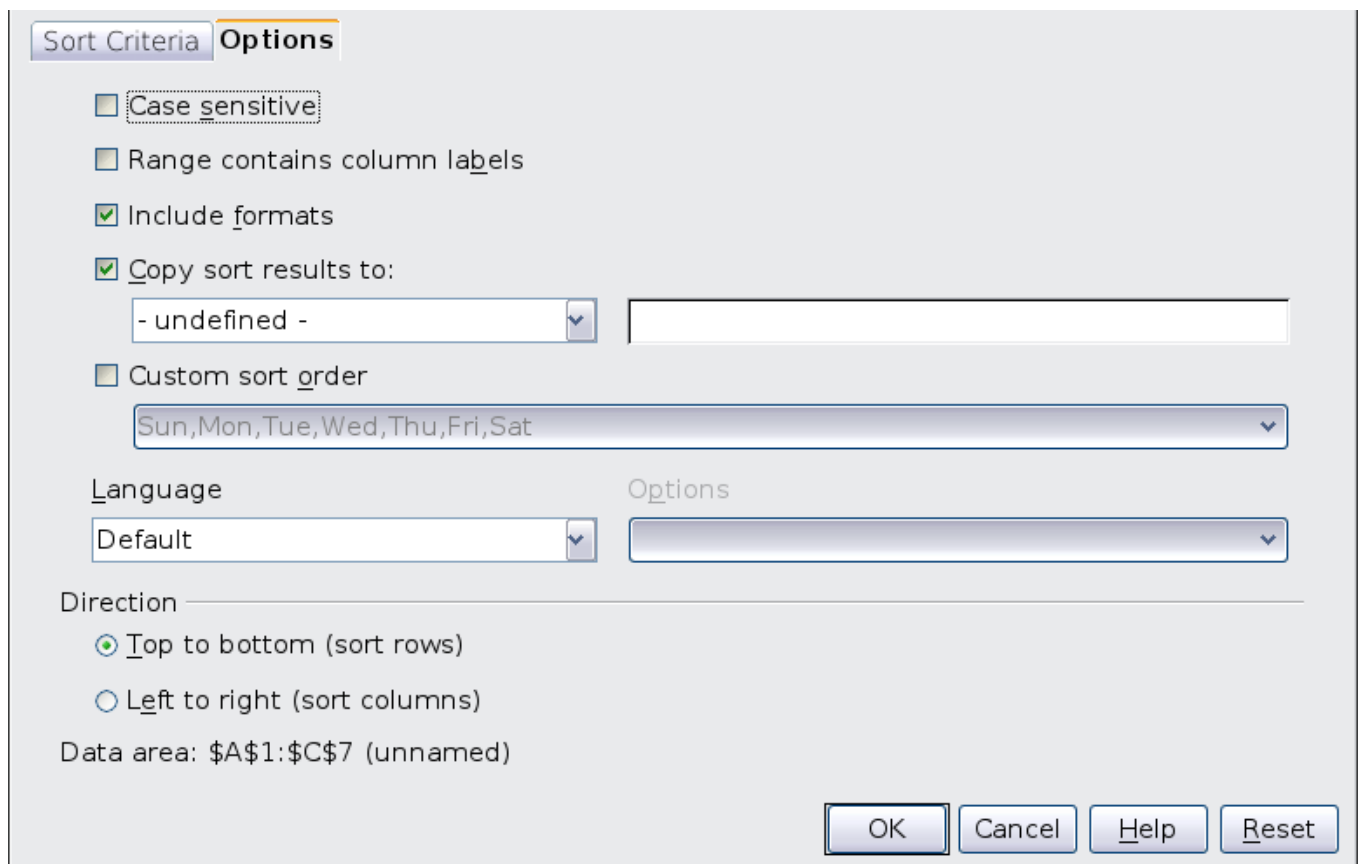 Sort Criteria Options
Case sensitive
Range contains column labels
Include formats
Copy sort results to:
- undefined -
Custom sort order
Sun,Mon,Tue,Wed,Thu,Fri,Sat
Language Options
Default
Direction
Top to bottom (sort rows)
Left to right (sort columns)
Data area: $A$1:$C$7 (unnamed)
OK Cancel Help Reset